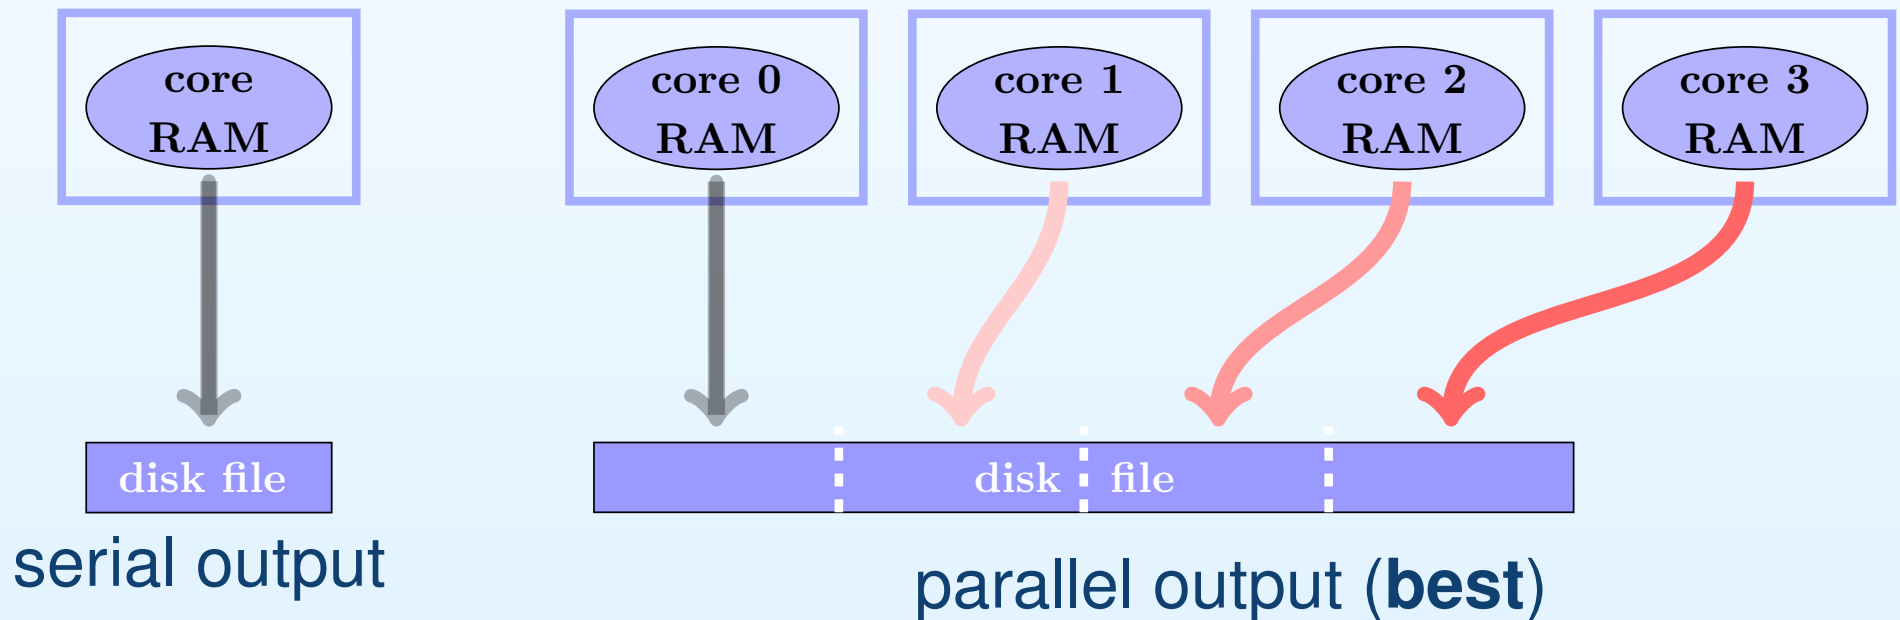 core
RAM
core 0
RAM
core 1
RAM
core 2
RAM
core 3
RAM
disk file
disk file
serial output
parallel output (best)